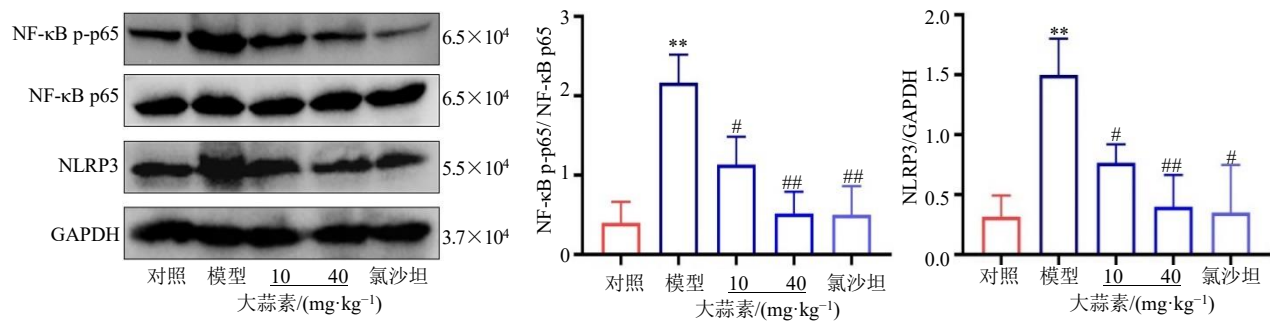 NF-κB p-p65
6.5×10⁴
NF-κB p65
6.5×10⁴
NLRP3
5.5×10⁴
GAPDH
3.7×10⁴
对照 模型 10 40 氯沙坦
大蒜素/(mg·kg⁻¹)
NF-κB p-p65/ NF-κB p65
3
2
1
0
**
#
##
##
对照 模型 10 40 氯沙坦
大蒜素/(mg·kg⁻¹)
NLRP3/GAPDH
2.0
1.5
1.0
0.5
0.0
**
#
##
#
对照 模型 10 40 氯沙坦
大蒜素/(mg·kg⁻¹)